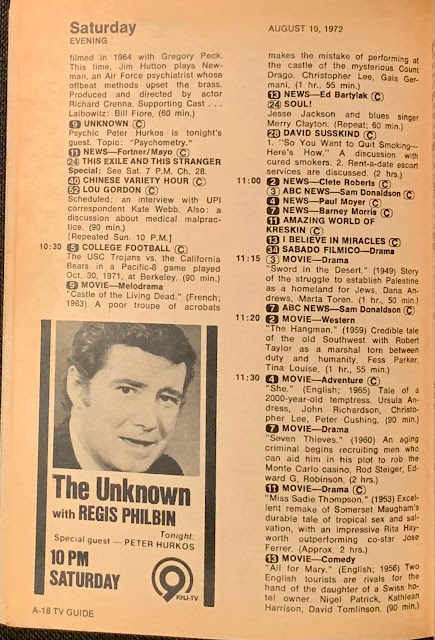 Saturday
EVENING
AUGUST 19, 1972
filmed in 1964 with Gregory Peck.
This time, Jim Hutton plays New-
man, an Air Force psychiatrist whose
offbeat methods upset the brass.
Produced and directed by actor
Richard Crenna. Supporting Cast . . .
Laibowitz: Bill Fiore. (60 min.)
9 UNKNOWN C
Psychic Peter Hurkos is tonight's
guest. Topic: "Psychometry."
11 NEWS—Fortner/Mayo C
24 THIS EXILE AND THIS STRANGER
Special: See Sat. 7 P.M. Ch. 28.
40 CHINESE VARIETY HOUR C
52 LOU GORDON C
Scheduled; an interview with UPI
correspondent Kate Webb. Also: a
discussion about medical malprac-
tice. (90 min.)
[Repeated Sun. 10 P.M.]
10:30 5 COLLEGE FOOTBALL C
The USC Trojans vs. the California
Bears in a Pacific-8 game played
Oct. 30, 1971, at Berkeley. (90 min.)
9 MOVIE—Melodrama
"Castle of the Living Dead." (French;
1963) A poor troupe of acrobats
The Unknown
with REGIS PHILBIN
Tonight:
Special guest — PETER HURKOS
10 PM
SATURDAY
9
KHJ-TV
A-18 TV GUIDE
makes the mistake of performing at
the castle of the mysterious Count
Drago. Christopher Lee, Gaia Ger-
mani. (1 hr., 55 min.)
13 NEWS—Ed Bartylak C
24 SOUL!
Jesse Jackson and blues singer
Merry Clayton. (Repeat; 60 min.)
28 DAVID SUSSKIND C
1. "So You Want to Quit Smoking—
Here's How." A discussion with
cured smokers. 2. Rent-a-date escort
services are discussed. (2 hrs.)
11:00 2 NEWS—Clete Roberts C
3 ABC NEWS—Sam Donaldson C
4 NEWS—Paul Moyer C
7 NEWS—Barney Morris C
11 AMAZING WORLD OF
KRESKIN C
13 I BELIEVE IN MIRACLES C
34 SABADO FILMICO—Drama
11:15 3 MOVIE—Drama
"Sword in the Desert." (1949) Story
of the struggle to establish Palestine
as a homeland for Jews. Dana An-
drews, Marta Toren. (1 hr., 50 min.)
7 ABC NEWS—Sam Donaldson C
11:20 2 MOVIE—Western
"The Hangman." (1959) Credible tale
of the old Southwest with Robert
Taylor as a marshal torn between
duty and humanity. Fess Parker,
Tina Louise. (1 hr., 55 min.)
11:30 4 MOVIE—Adventure C
"She." (English; 1965) Tale of a
2000-year-old temptress. Ursula An-
dress, John Richardson, Christo-
pher Lee, Peter Cushing. (90 min.)
7 MOVIE—Drama
"Seven Thieves." (1960) An aging
criminal begins recruiting men who
can aid him in his plot to rob the
Monte Carlo casino. Rod Steiger, Ed-
ward G. Robinson. (2 hrs.)
11 MOVIE—Drama C
"Miss Sadie Thompson." (1953) Excel-
lent remake of Somerset Maugham's
durable tale of tropical sex and sal-
vation, with an impressive Rita Hay-
worth outperforming co-star Jose
Ferrer. (Approx. 2 hrs.)
13 MOVIE—Comedy
"All for Mary." (English; 1956) Two
English tourists are rivals for the
hand of the daughter of a Swiss ho-
tel owner. Nigel Patrick, Kathleen
Harrison, David Tomlinson. (90 min.)